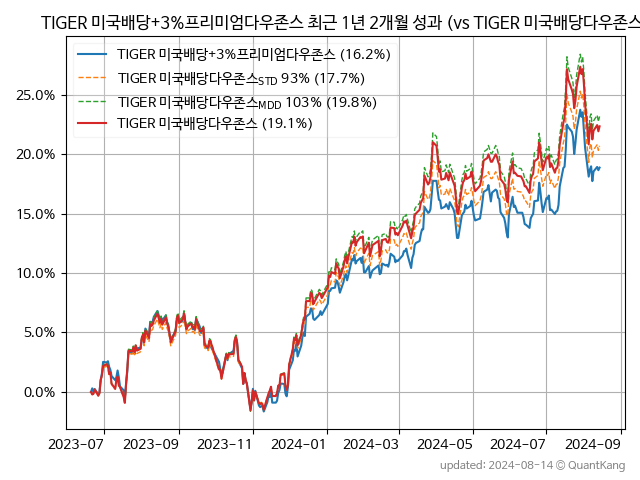 TIGER 미국배당+3%프리미엄다우존스 최근 1년 2개월 성과 (vs TIGER 미국배당다우존스
TIGER 미국배당+3%프리미엄다우존스 (16.2%)
TIGER 미국배당다우존스STD 93% (17.7%)
TIGER 미국배당다우존스MDD 103% (19.8%)
TIGER 미국배당다우존스 (19.1%)
25.0%
20.0%
15.0%
10.0%
5.0%
0.0%
2023-07 2023-09 2023-11 2024-01 2024-03 2024-05 2024-07 2024-09
updated: 2024-08-14 © QuantKang